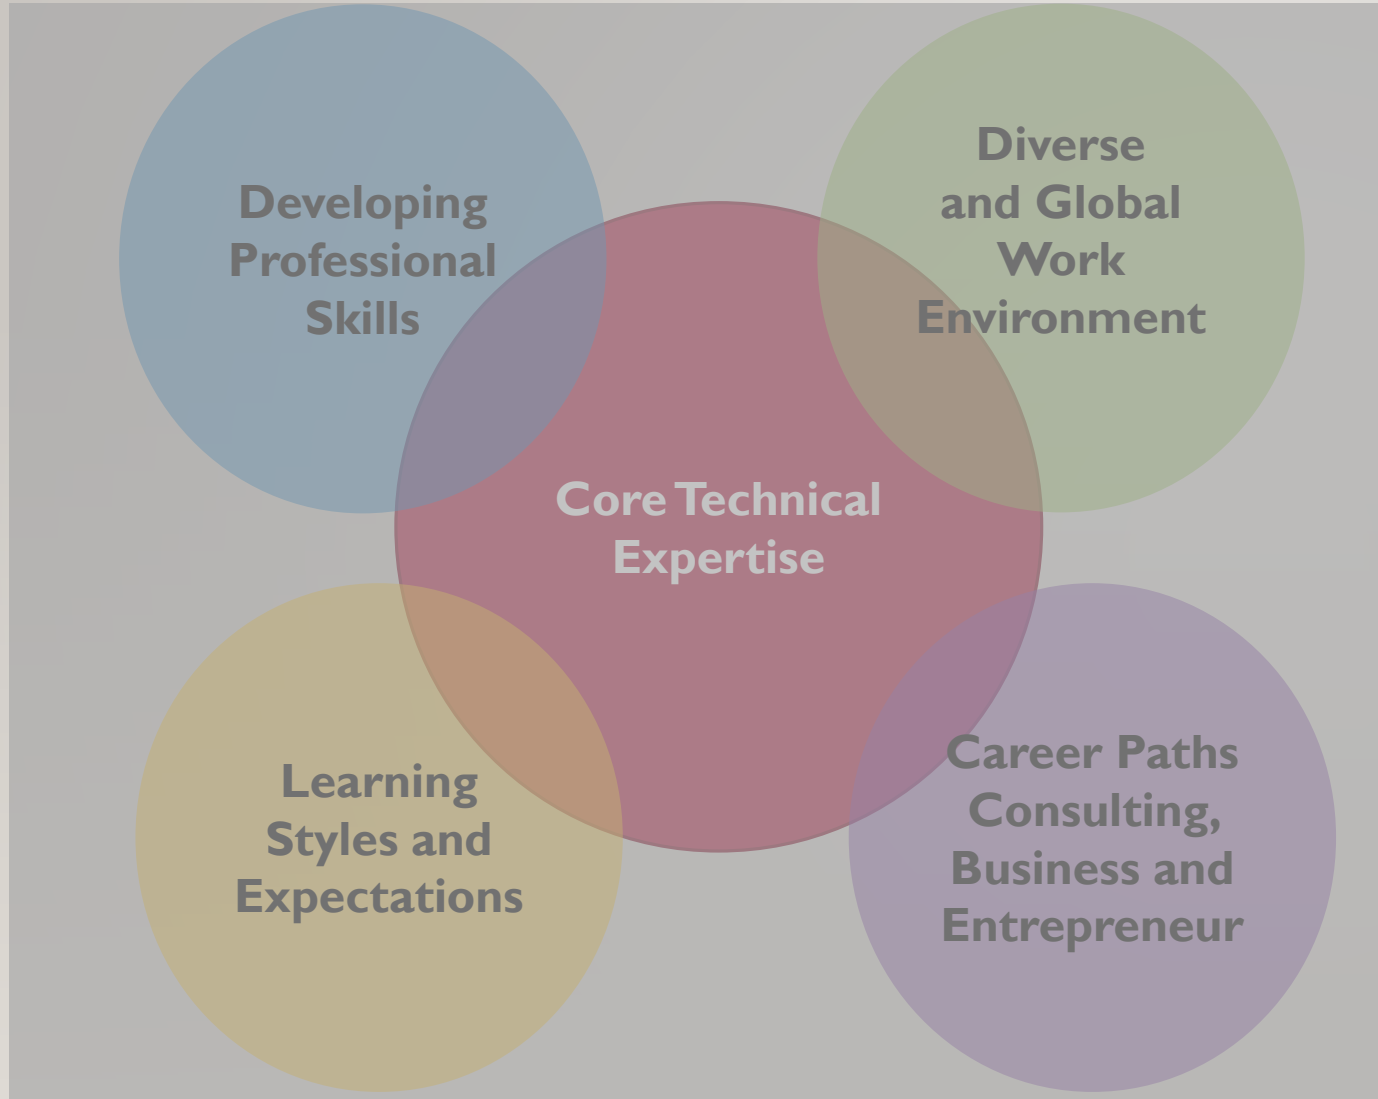 Developing
Professional
Skills
Diverse
and Global
Work
Environment
Core Technical
Expertise
Learning
Styles and
Expectations
Career Paths
Consulting,
Business and
Entrepreneur